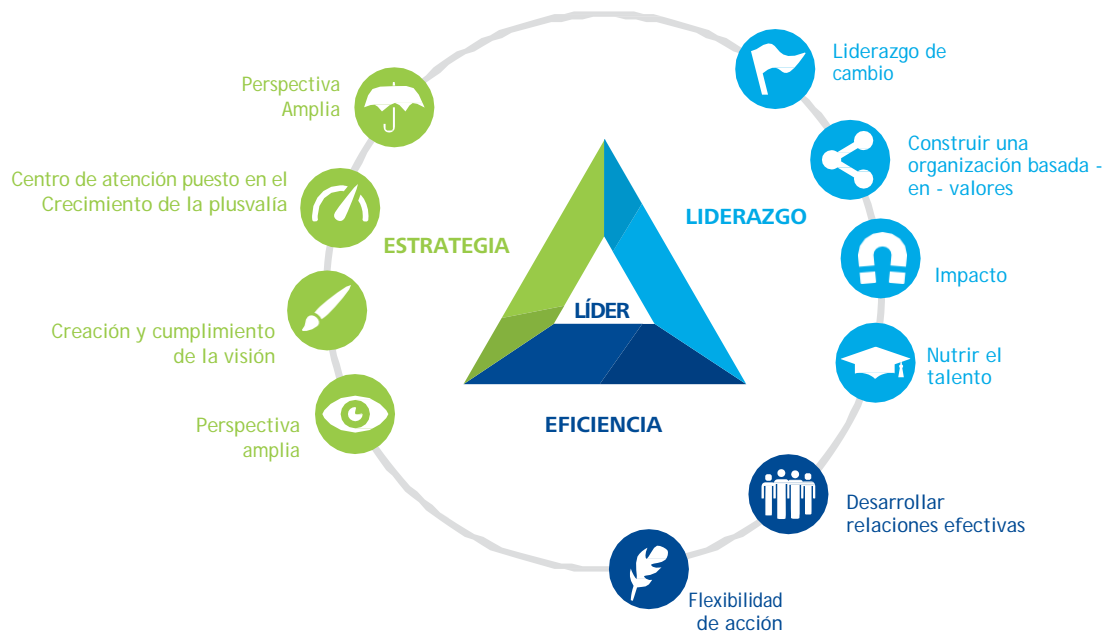 Perspectiva
Amplia
Centro de atención puesto en el
Crecimiento de la plusvalía
ESTRATEGIA
Creación y cumplimiento
de la visión
Perspectiva
amplia
LÍDER
EFICIENCIA
LIDERAZGO
Liderazgo de
cambio
Construir una
organización basada -
en - valores
Impacto
Nutrir el
talento
Desarrollar
relaciones efectivas
Flexibilidad
de acción